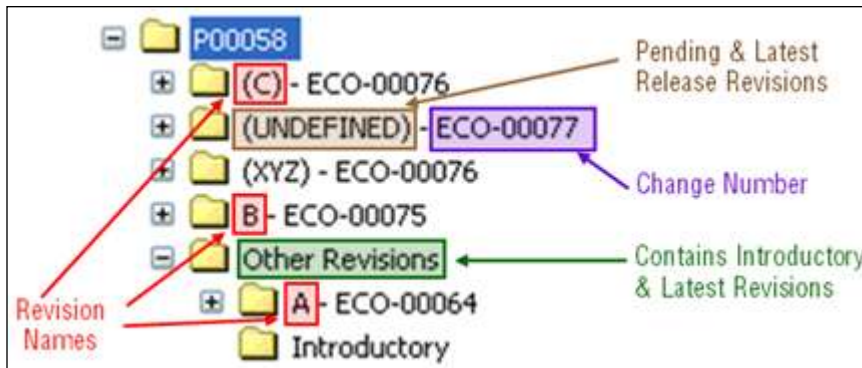 P00058
(C) - ECO-00076
(UNDEFINED) - ECO-00077
(XYZ) - ECO-00076
B - ECO-00075
Other Revisions
A - ECO-00064
Introductory
Pending & Latest
Release Revisions
Change Number
Contains Introductory
& Latest Revisions
Revision
Names